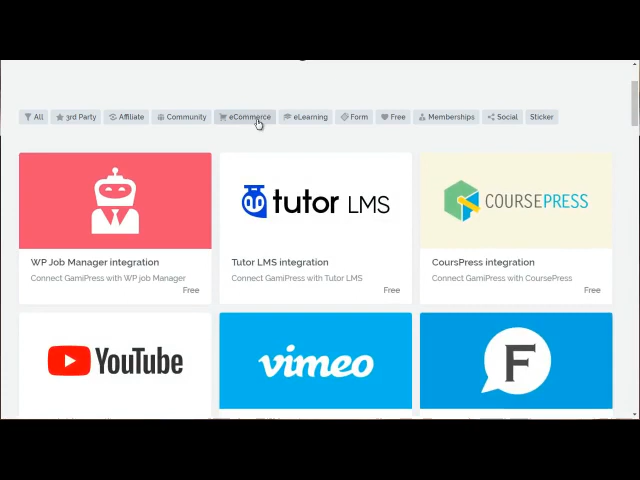 All 3rd Party Affiliate Community eCommerce eLearning Form Free Memberships Social Sticker
tutor LMS
COURSEPRESS
WP Job Manager integration
Connect GamiPress with WP job Manager
Free
Tutor LMS integration
Connect GamiPress with Tutor LMS
Free
CoursPress integration
Connect GamiPress with CoursePress
Free
YouTube
vimeo
F